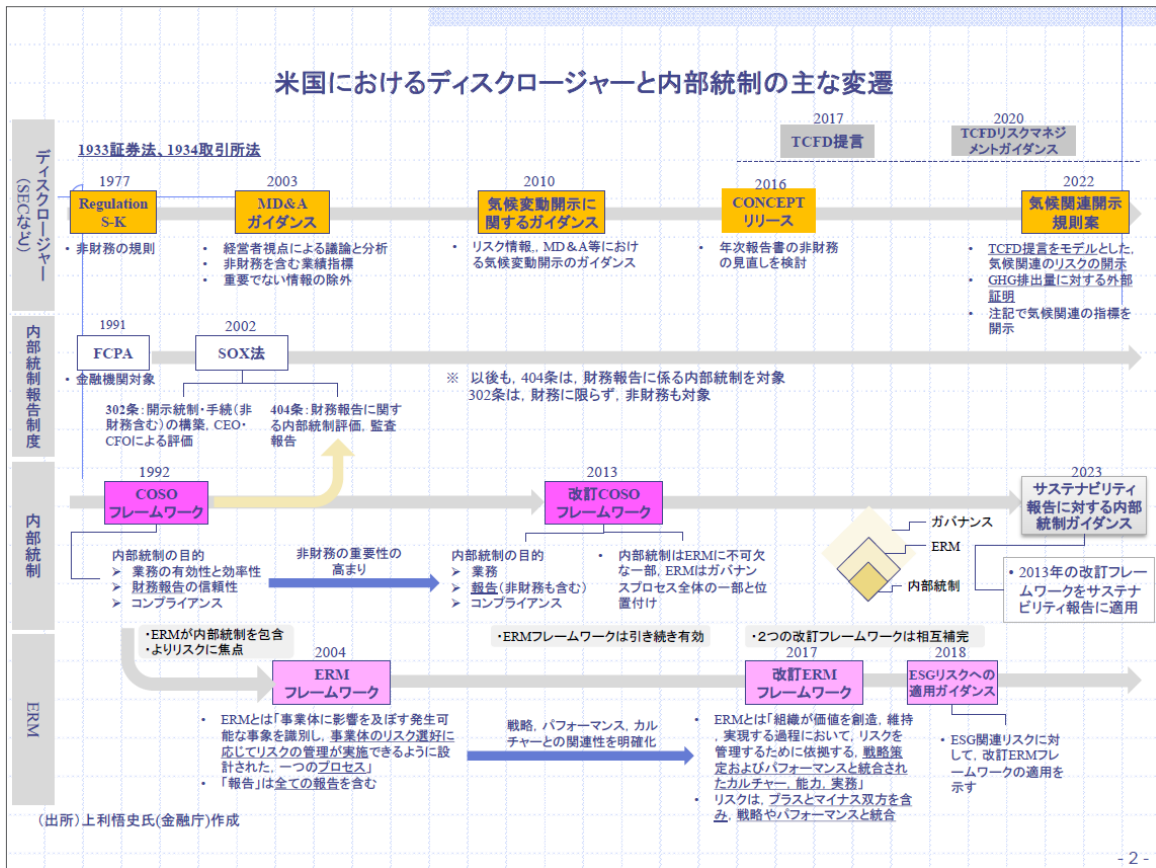 米国におけるディスクロージャーと内部統制の主な変遷
ディスクロージャー
(SECなど)
1933証券法、1934取引所法
2017
TCFD提言
2020
TCFDリスクマネジ
メントガイダンス
1977
Regulation
S-K
• 非財務の規則
2003
MD&A
ガイダンス
• 経営者視点による議論と分析
• 非財務を含む業績指標
• 重要でない情報の除外
2010
気候変動開示に
関するガイダンス
• リスク情報,, MD&A等におけ
る気候変動開示のガイダンス
2016
CONCEPT
リリース
• 年次報告書の非財務
の見直しを検討
2022
気候関連開示
規則案
• TCFD提言をモデルとした,
気候関連のリスクの開示
• GHG排出量に対する外部
証明
• 注記で気候関連の指標を
開示
内部統制報告制度
1991
FCPA
• 金融機関対象
2002
SOX法
302条:開示統制・手続(非
財務含む)の構築, CEO・
CFOによる評価
404条:財務報告に関す
る内部統制評価, 監査
報告
※ 以後も, 404条は, 財務報告に係る内部統制を対象
302条は, 財務に限らず, 非財務も対象
内部統制
1992
COSO
フレームワーク
内部統制の目的
➢ 業務の有効性と効率性
➢ 財務報告の信頼性
➢ コンプライアンス
非財務の重要性の
高まり
2013
改訂COSO
フレームワーク
内部統制の目的
➢ 業務
➢ 報告(非財務も含む)
➢ コンプライアンス
• 内部統制はERMに不可欠
な一部, ERMはガバナン
スプロセス全体の一部と位
置付け
ガバナンス
ERM
内部統制
2023
サステナビリティ
報告に対する内部
統制ガイダンス
• 2013年の改訂フレー
ムワークをサステナ
ビリティ報告に適用
ERM
・ERMが内部統制を包含
・よりリスクに焦点
・ERMフレームワークは引き続き有効
・2つの改訂フレームワークは相互補完
2004
ERM
フレームワーク
• ERMとは「事業体に影響を及ぼす発生可
能な事象を識別し, 事業体のリスク選好に
応じてリスクの管理が実施できるように設
計された, 一つのプロセス」
• 「報告」は全ての報告を含む
戦略, パフォーマンス, カル
チャーとの関連性を明確化
2017
改訂ERM
フレームワーク
• ERMとは「組織が価値を創造, 維持
, 実現する過程において, リスクを
管理するために依拠する, 戦略策
定およびパフォーマンスと統合され
たカルチャー, 能力, 実務」
• リスクは, プラスとマイナス双方を含
み, 戦略やパフォーマンスと統合
2018
ESGリスクへの
適用ガイダンス
• ESG関連リスクに対
して, 改訂ERMフレ
ームワークの適用を
示す
(出所)上利悟史氏(金融庁)作成
- 2 -